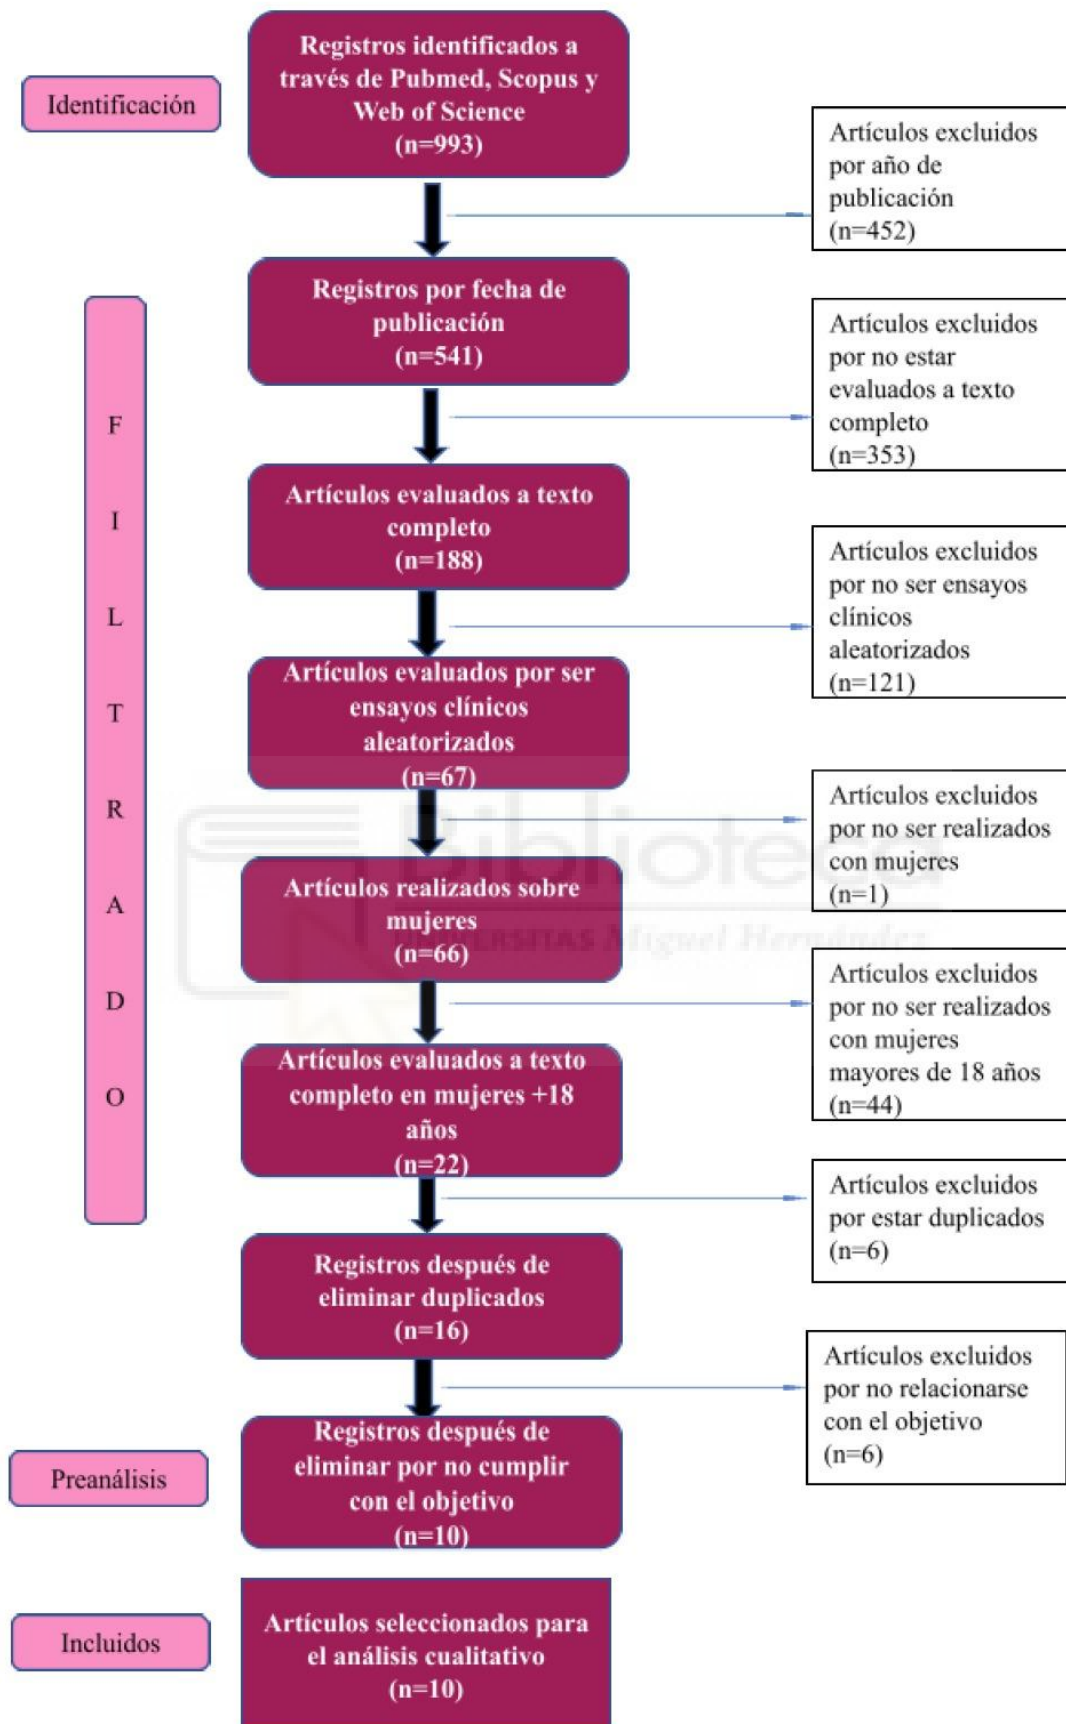 Identificación
Registros identificados a
través de Pubmed, Scopus y
Web of Science
(n=993)
Artículos excluidos
por año de
publicación
(n=452)
F
I
L
T
R
A
D
O
Registros por fecha de
publicación
(n=541)
Artículos excluidos
por no estar
evaluados a texto
completo
(n=353)
Artículos evaluados a texto
completo
(n=188)
Artículos excluidos
por no ser ensayos
clínicos
aleatorizados
(n=121)
Artículos evaluados por ser
ensayos clínicos
aleatorizados
(n=67)
Artículos excluidos
por no ser realizados
con mujeres
(n=1)
Biblioteca
UNIVERSITAS Miguel Hernández
Artículos realizados sobre
mujeres
(n=66)
Artículos excluidos
por no ser realizados
con mujeres
mayores de 18 años
(n=44)
Artículos evaluados a texto
completo en mujeres +18
años
(n=22)
Artículos excluidos
por estar duplicados
(n=6)
Registros después de
eliminar duplicados
(n=16)
Artículos excluidos
por no relacionarse
con el objetivo
(n=6)
Preanálisis
Registros después de
eliminar por no cumplir
con el objetivo
(n=10)
Incluidos
Artículos seleccionados para
el análisis cualitativo
(n=10)